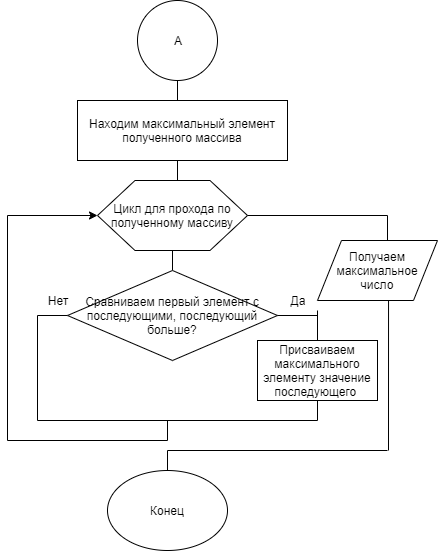 А
Находим максимальный элемент
полученного массива
Цикл для прохода по
полученному массиву
Получаем
максимальное
число
Нет
Сравниваем первый элемент с
последующими, последующий
больше?
Да
Присваиваем
максимального
элементу значение
последующего
Конец